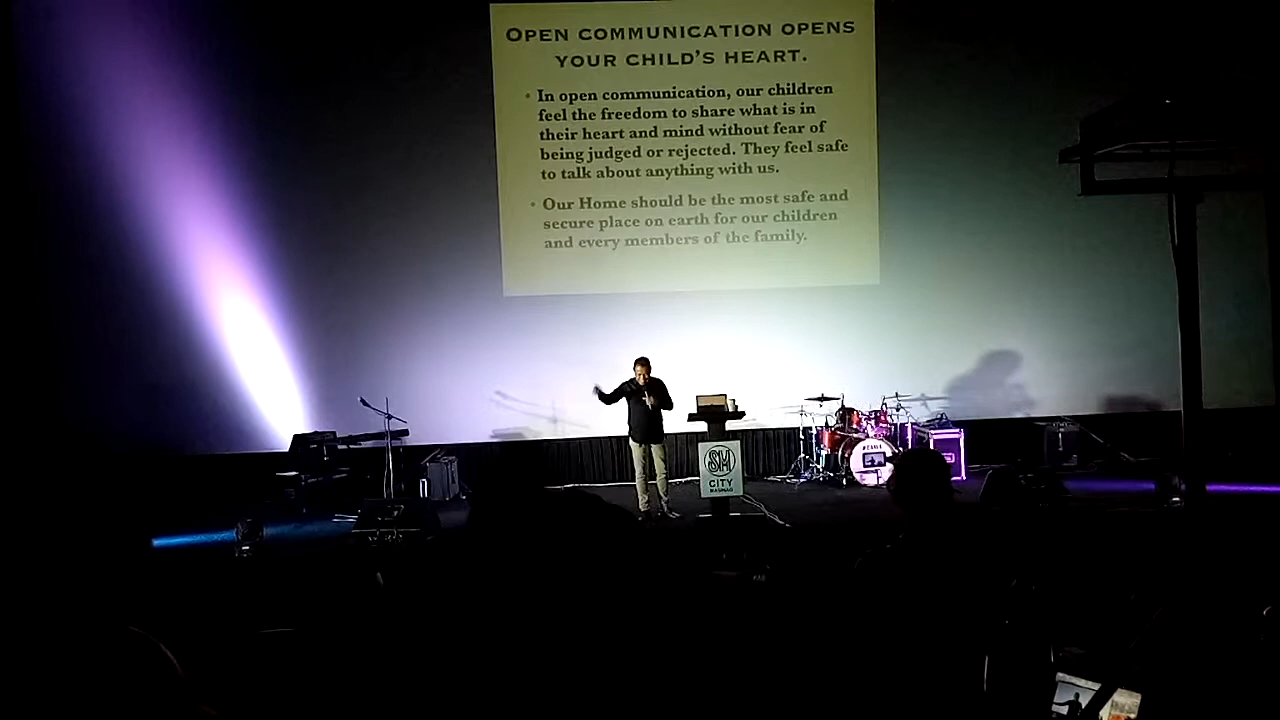 OPEN COMMUNICATION OPENS
YOUR CHILD'S HEART.
• In open communication, our children
feel the freedom to share what is in
their heart and mind without fear of
being judged or rejected. They feel safe
to talk about anything with us.
• Our Home should be the most safe and
secure place on earth for our children
and every members of the family.
SM
CITY
MASINAG
TAMA